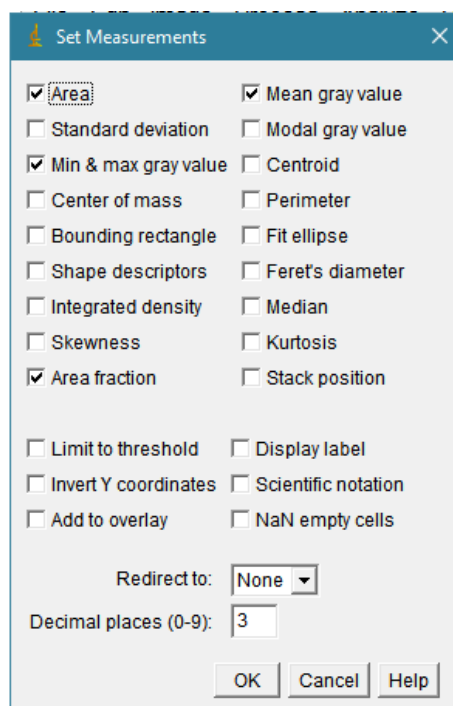 Set Measurements
Area Mean gray value
Standard deviation Modal gray value
Min & max gray value Centroid
Center of mass Perimeter
Bounding rectangle Fit ellipse
Shape descriptors Feret's diameter
Integrated density Median
Skewness Kurtosis
Area fraction Stack position
Limit to threshold Display label
Invert Y coordinates Scientific notation
Add to overlay NaN empty cells
Redirect to: None
Decimal places (0-9): 3
OK Cancel Help